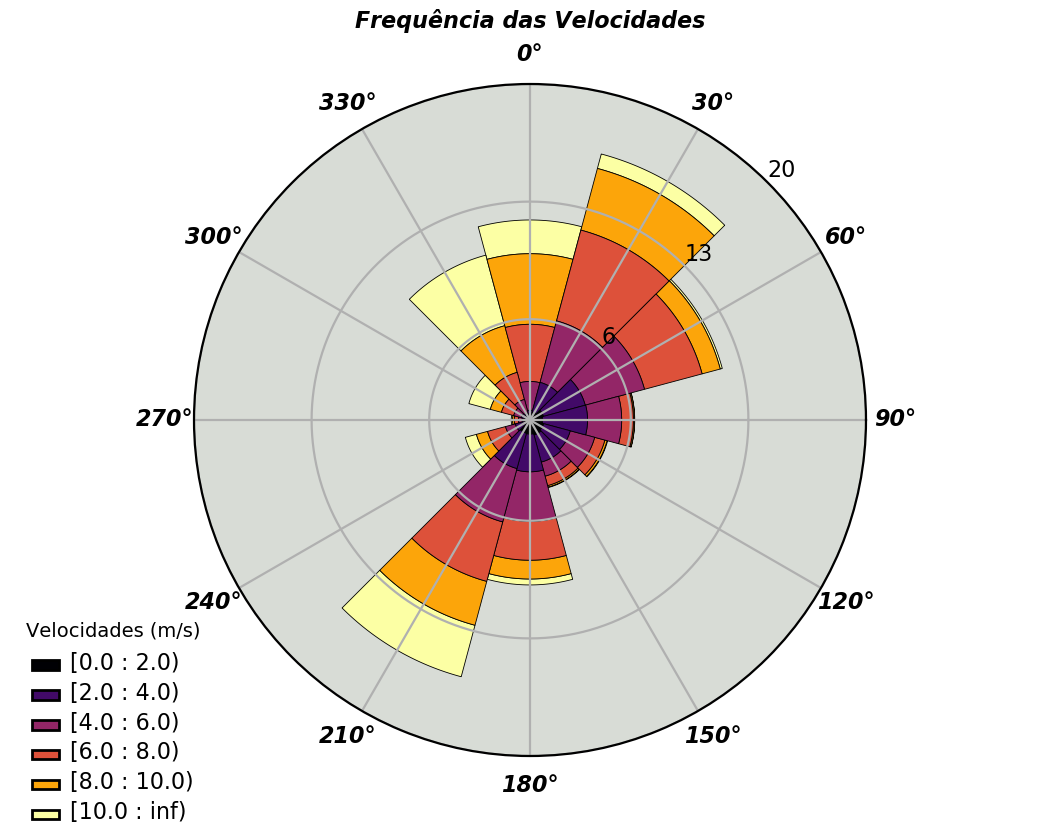 Frequência das Velocidades
0°
330°
30°
20
300°
60°
13
6
270°
90°
240°
120°
Velocidades (m/s)
[0.0 : 2.0)
[2.0 : 4.0)
[4.0 : 6.0)
[6.0 : 8.0)
[8.0 : 10.0)
[10.0 : inf)
210°
150°
180°